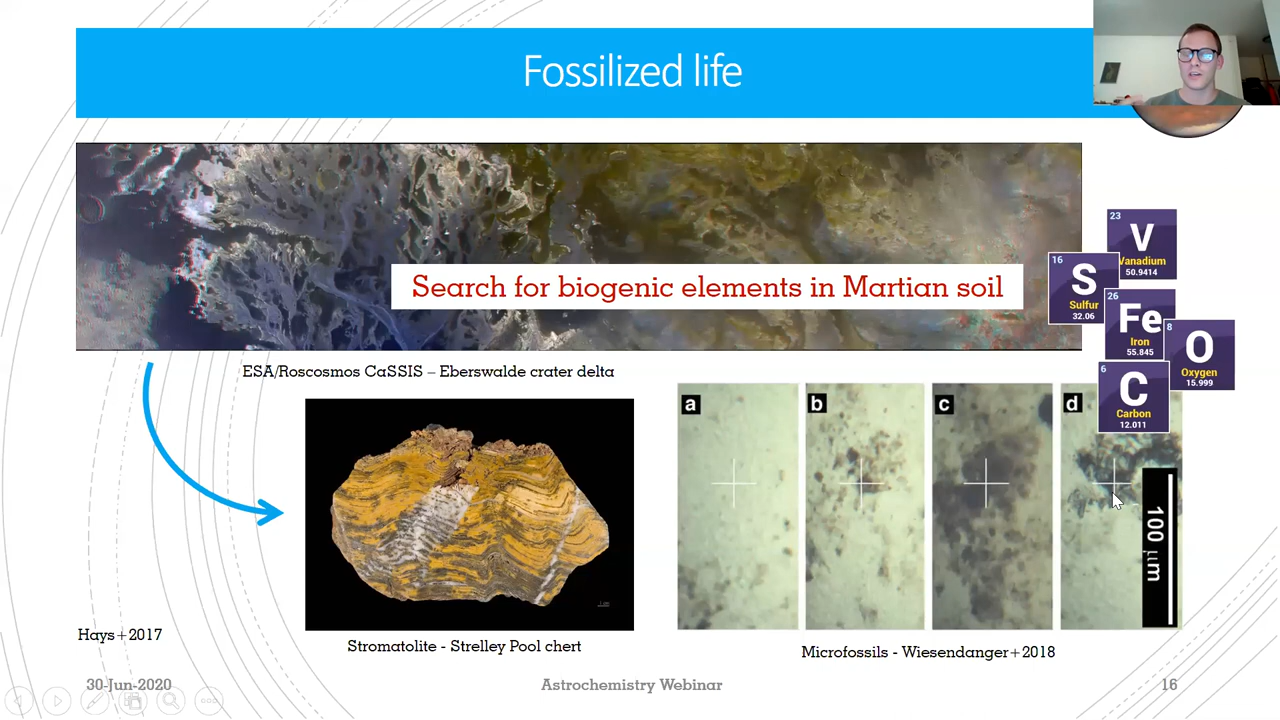 Fossilized life
Search for biogenic elements in Martian soil
23
V
Vanadium
50.9414
16
S
Sulfur
32.06
26
Fe
Iron
55.845
8
O
Oxygen
15.999
6
C
Carbon
12.011
ESA/Roscosmos CaSSIS – Eberswalde crater delta
a
b
c
d
100 µm
Hays+2017
Stromatolite - Strelley Pool chert
Microfossils - Wiesendanger+2018
30-Jun-2020
Astrochemistry Webinar
16